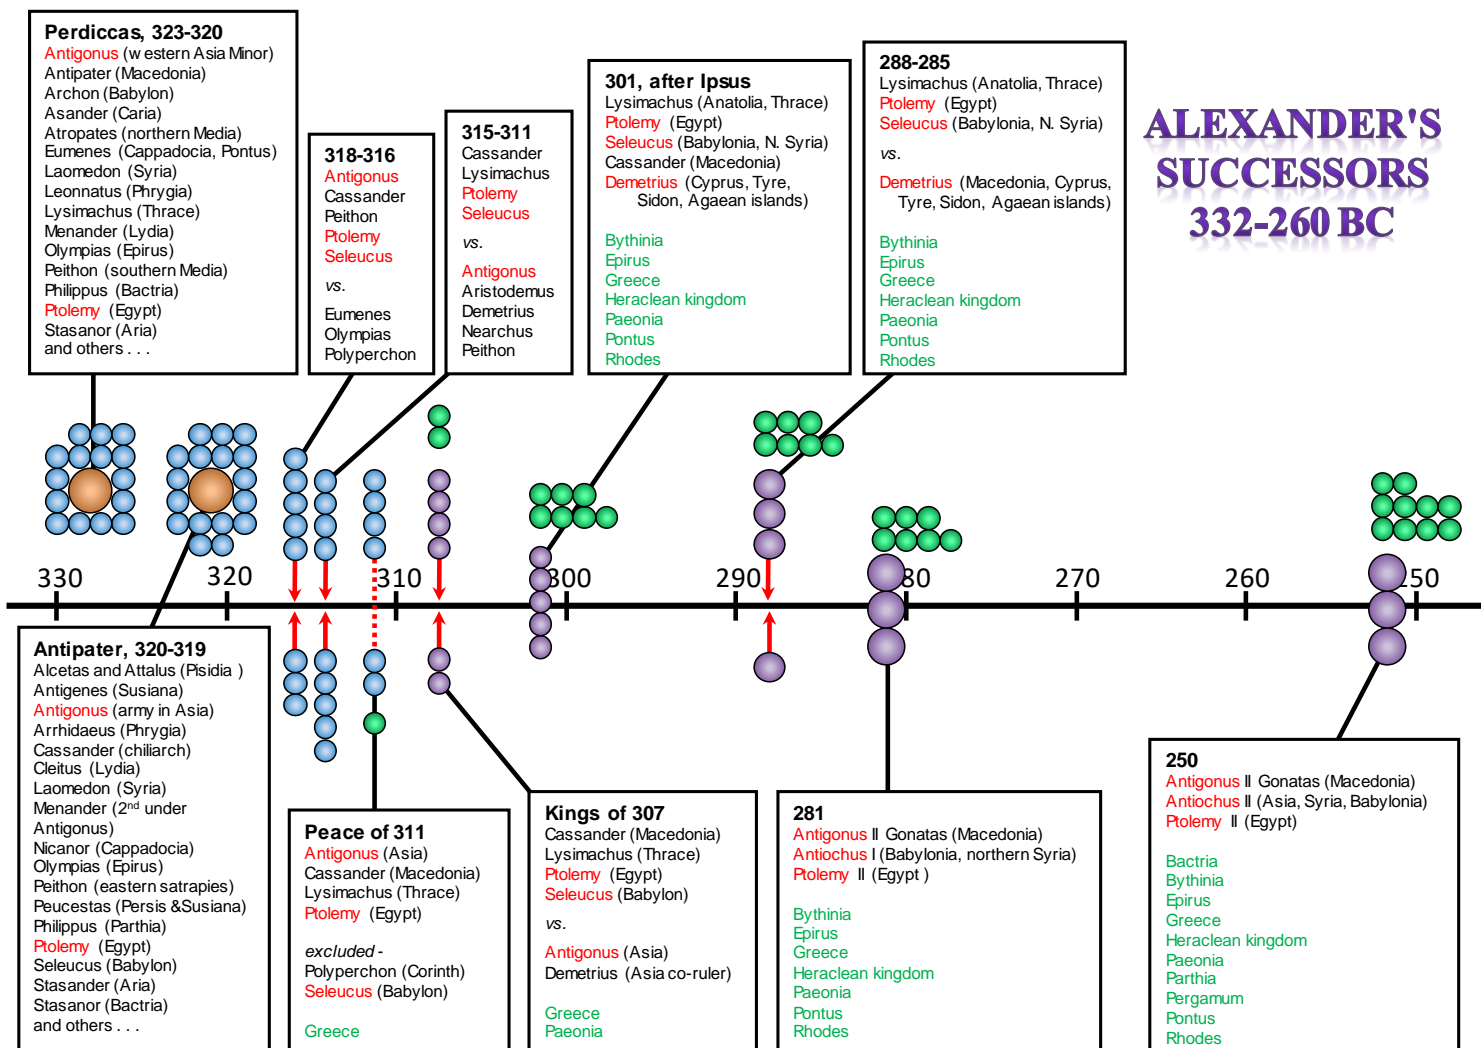 Perdiccas, 323-320
Antigonus (western Asia Minor)
Antipater (Macedonia)
Archon (Babylon)
Asander (Caria)
Atropates (northern Media)
Eumenes (Cappadocia, Pontus)
Laomedon (Syria)
Leonnatus (Phrygia)
Lysimachus (Thrace)
Menander (Lydia)
Olympias (Epirus)
Peithon (southern Media)
Philippus (Bactria)
Ptolemy (Egypt)
Stasanor (Aria)
and others . . .
318-316
Antigonus
Cassander
Peithon
Ptolemy
Seleucus
vs.
Eumenes
Olympias
Polyperchon
315-311
Cassander
Lysimachus
Ptolemy
Seleucus
vs.
Antigonus
Aristodemus
Demetrius
Nearchus
Peithon
301, after Ipsus
Lysimachus (Anatolia, Thrace)
Ptolemy (Egypt)
Seleucus (Babylonia, N. Syria)
Cassander (Macedonia)
Demetrius (Cyprus, Tyre,
Sidon, Agaean islands)
Bythinia
Epirus
Greece
Heraclean kingdom
Paeonia
Pontus
Rhodes
288-285
Lysimachus (Anatolia, Thrace)
Ptolemy (Egypt)
Seleucus (Babylonia, N. Syria)
vs.
Demetrius (Macedonia, Cyprus,
Tyre, Sidon, Agaean islands)
Bythinia
Epirus
Greece
Heraclean kingdom
Paeonia
Pontus
Rhodes
ALEXANDER'S
SUCCESSORS
332-260 BC
330 320 310 300 290 280 270 260 250
Antipater, 320-319
Alcetas and Attalus (Pisidia )
Antigenes (Susiana)
Antigonus (army in Asia)
Arrhidaeus (Phrygia)
Cassander (chiliarch)
Cleitus (Lydia)
Laomedon (Syria)
Menander (2nd under
Antigonus)
Nicanor (Cappadocia)
Olympias (Epirus)
Peithon (eastern satrapies)
Peucestas (Persis &Susiana)
Philippus (Parthia)
Ptolemy (Egypt)
Seleucus (Babylon)
Stasander (Aria)
Stasanor (Bactria)
and others . . .
Peace of 311
Antigonus (Asia)
Cassander (Macedonia)
Lysimachus (Thrace)
Ptolemy (Egypt)
excluded -
Polyperchon (Corinth)
Seleucus (Babylon)
Greece
Kings of 307
Cassander (Macedonia)
Lysimachus (Thrace)
Ptolemy (Egypt)
Seleucus (Babylon)
vs.
Antigonus (Asia)
Demetrius (Asia co-ruler)
Greece
Paeonia
281
Antigonus II Gonatas (Macedonia)
Antiochus I (Babylonia, northern Syria)
Ptolemy II (Egypt )
Bythinia
Epirus
Greece
Heraclean kingdom
Paeonia
Pontus
Rhodes
250
Antigonus II Gonatas (Macedonia)
Antiochus II (Asia, Syria, Babylonia)
Ptolemy II (Egypt)
Bactria
Bythinia
Epirus
Greece
Heraclean kingdom
Paeonia
Parthia
Pergamum
Pontus
Rhodes